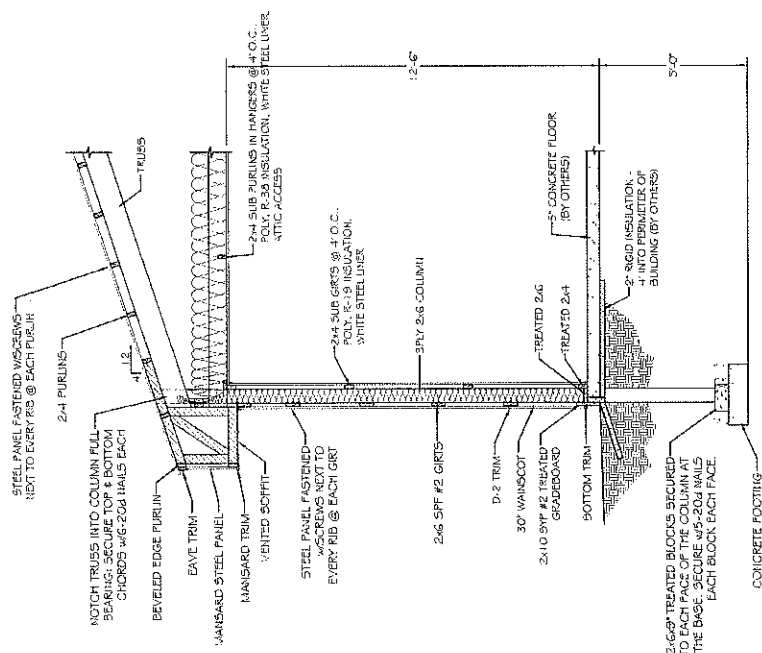 STEEL PANEL FASTENED W/SCREWS
NEXT TO EVERY RIB @ EACH PURLIN
2x4 PURLINS
12
4
TRUSS
NOTCH TRUSS INTO COLUMN FULL
BEARING; SECURE TOP & BOTTOM
CHORDS W/6-20d NAILS EACH
BEVELED EDGE PURLIN
EAVE TRIM
MANSARD STEEL PANEL
MANSARD TRIM
VENTED SOFFIT
2x4 SUB PURLINS IN HANGERS @ 4' O.C.,
POLY, R-38 INSULATION, WHITE STEEL LINER,
ATTIC ACCESS
STEEL PANEL FASTENED
W/SCREWS NEXT TO
EVERY RIB @ EACH GIRT
2x4 SUB GIRTS @ 4' O.C.,
POLY, R-19 INSULATION,
WHITE STEEL LINER
3PLY 2x6 COLUMN
2x6 SPF #2 GIRTS
D-2 TRIM
30" WAINSCOT
2x10 SYP #2 TREATED
GRADEBOARD
BOTTOM TRIM
TREATED 2x6
TREATED 2x4
5" CONCRETE FLOOR
(BY OTHERS)
2" RIGID INSULATION -
4' INTO PERIMETER OF
BUILDING (BY OTHERS)
12'-6"
5'-0"
2x6x9" TREATED BLOCKS SECURED
TO EACH FACE OF THE COLUMN AT
THE BASE. SECURE W/5-20d NAILS
EACH BLOCK EACH FACE.
CONCRETE FOOTING